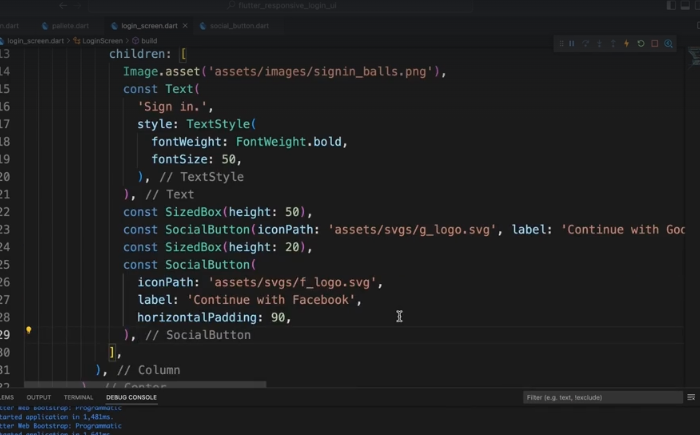 flutter_responsive_login_ui
n.dart pallete.dart login_screen.dart × social_button.dart
login_screen.dart > LoginScreen > build
13 children: [
14 Image.asset('assets/images/signin_balls.png'),
15 const Text(
16 'Sign in.',
17 style: TextStyle(
18 fontWeight: FontWeight.bold,
19 fontSize: 50,
20 ), // TextStyle
21 ), // Text
22 const SizedBox(height: 50),
23 const SocialButton(iconPath: 'assets/svgs/g_logo.svg', label: 'Continue with Goo
24 const SizedBox(height: 20),
25 const SocialButton(
26 iconPath: 'assets/svgs/f_logo.svg',
27 label: 'Continue with Facebook',
28 horizontalPadding: 90,
29 ), // SocialButton
30 ],
31 ), // Column
32 ), // Center
LEMS OUTPUT TERMINAL DEBUG CONSOLE Filter (e.g. text, !exclude)
tter Web Bootstrap: Programmatic
tarted application in 1,481ms.
tter Web Bootstrap: Programmatic
tarted application in 1,641ms.